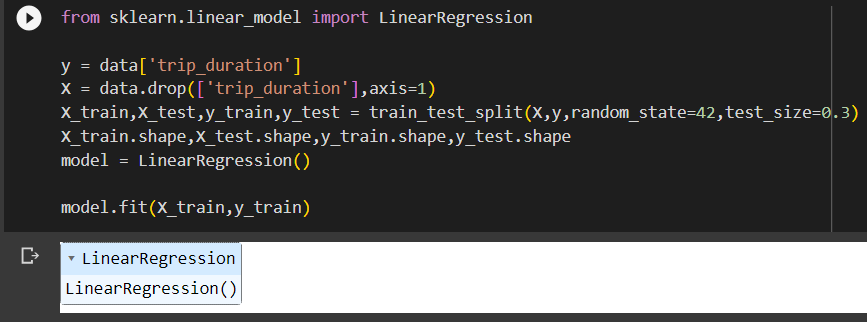 from sklearn.linear_model import LinearRegression
y = data['trip_duration']
X = data.drop(['trip_duration'],axis=1)
X_train,X_test,y_train,y_test = train_test_split(X,y,random_state=42,test_size=0.3)
X_train.shape,X_test.shape,y_train.shape,y_test.shape
model = LinearRegression()
model.fit(X_train,y_train)
LinearRegression
LinearRegression()